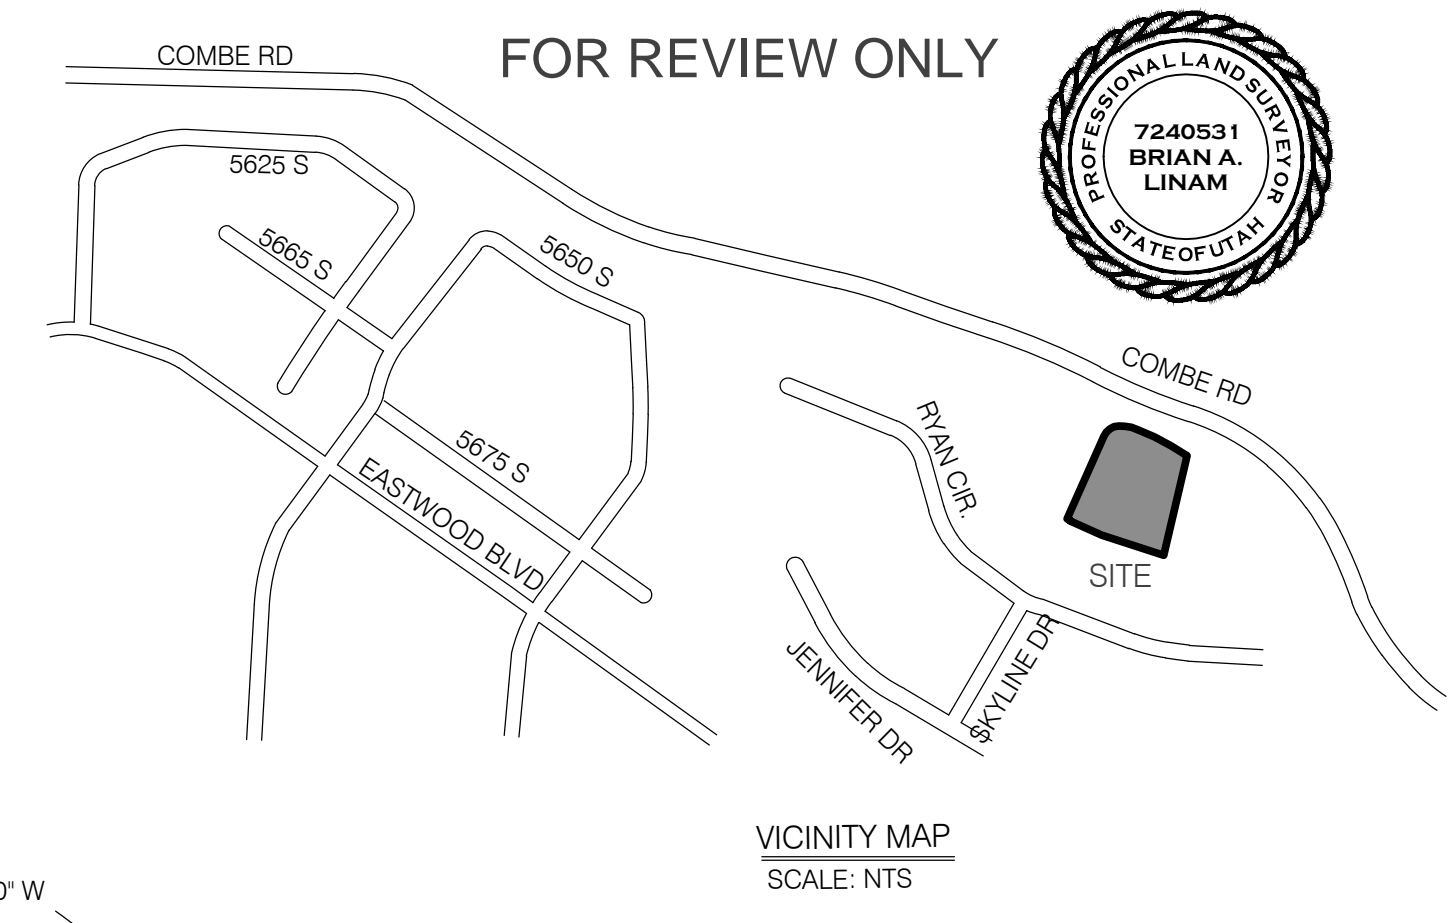 COMBE RD
FOR REVIEW ONLY
PROFESSIONAL LAND SURVEYOR
7240531
BRIAN A.
LINAM
STATE OF UTAH
5625 S
5665 S
5650 S
COMBE RD
RYAN CIR.
5675 S
EASTWOOD BLVD
SITE
JENNIFER DR
SKYLINE DR
VICINITY MAP
SCALE: NTS
0" W